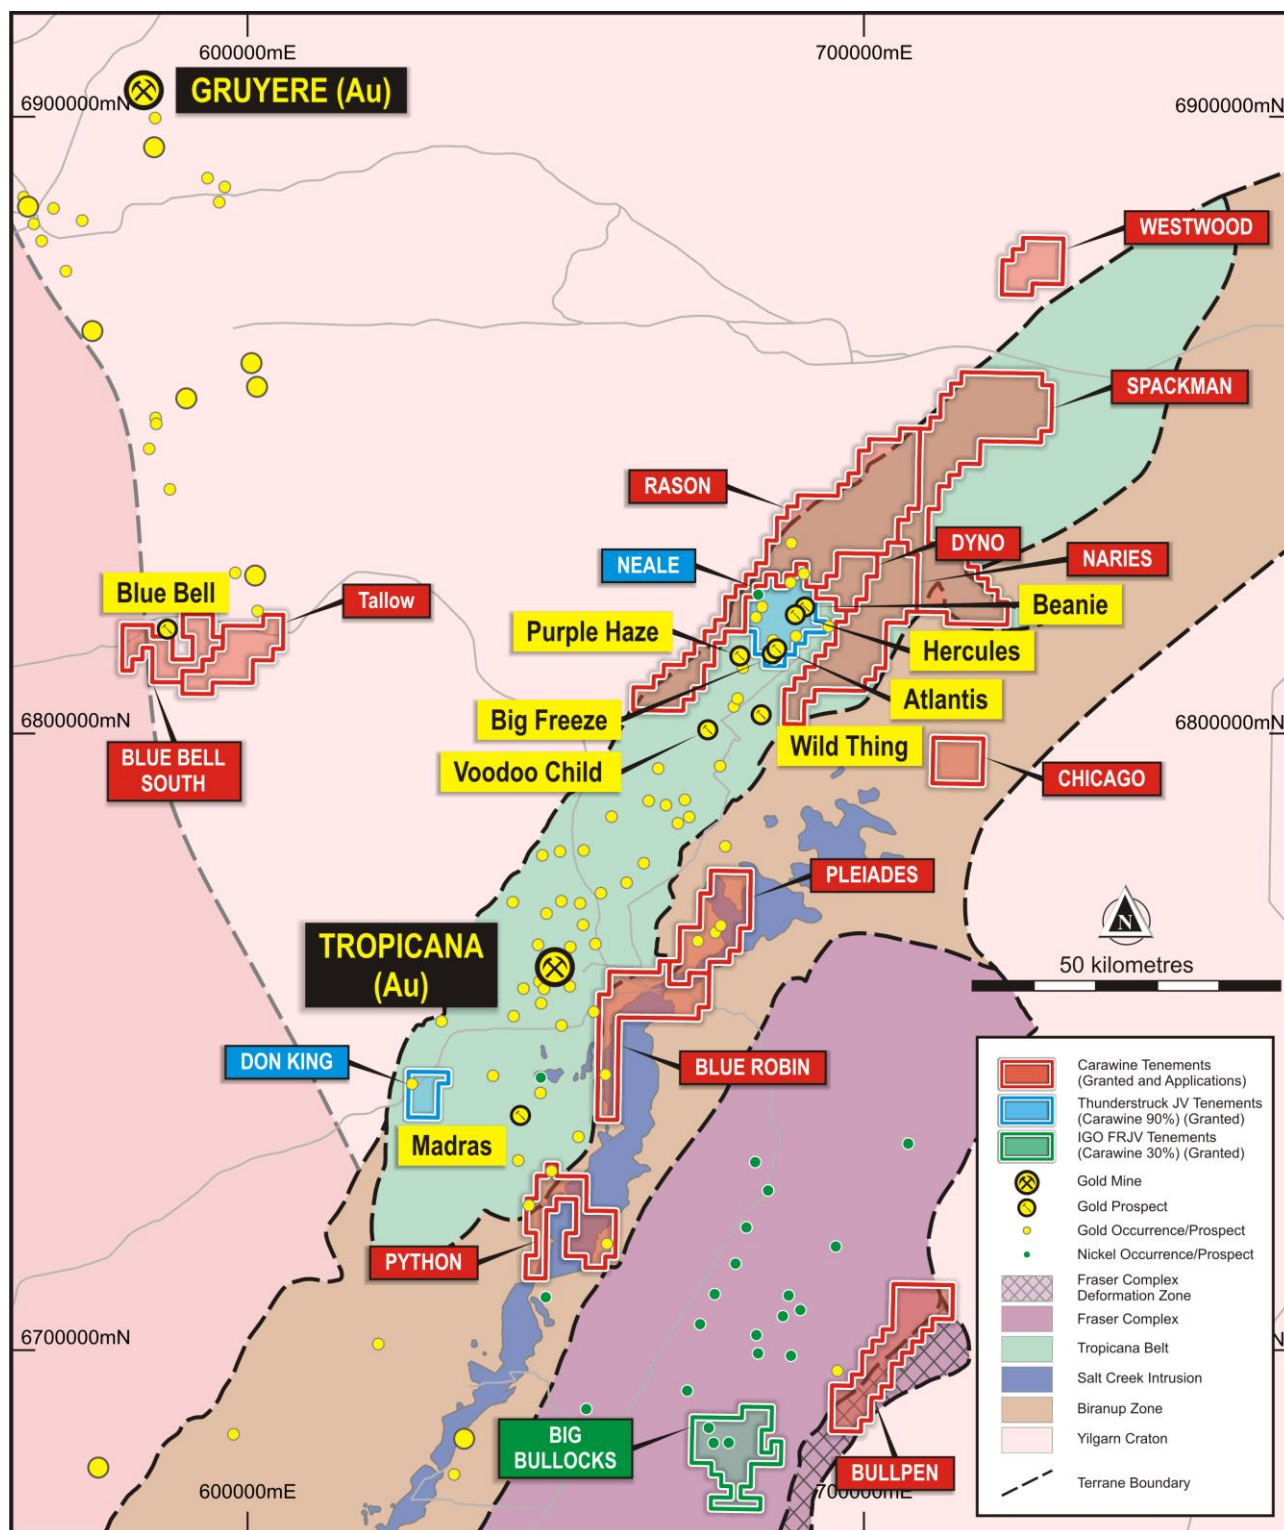 600000mE
700000mE
GRUYERE (Au)
6900000mN
6900000mN
WESTWOOD
SPACKMAN
RASON
DYNO
NEALE
NARIES
Blue Bell
Tallow
Beanie
Purple Haze
Hercules
Atlantis
Big Freeze
6800000mN
6800000mN
Wild Thing
BLUE BELL
SOUTH
Voodoo Child
CHICAGO
PLEIADES
N
TROPICANA
(Au)
50 kilometres
DON KING
BLUE ROBIN
Madras
PYTHON
6700000mN
N
BIG
BULLOCKS
BULLPEN
600000mE
700000mE
Carawine Tenements
(Granted and Applications)
Thunderstruck JV Tenements
(Carawine 90%) (Granted)
IGO FRJV Tenements
(Carawine 30%) (Granted)
Gold Mine
Gold Prospect
Gold Occurrence/Prospect
Nickel Occurrence/Prospect
Fraser Complex
Deformation Zone
Fraser Complex
Tropicana Belt
Salt Creek Intrusion
Biranup Zone
Yilgarn Craton
Terrane Boundary